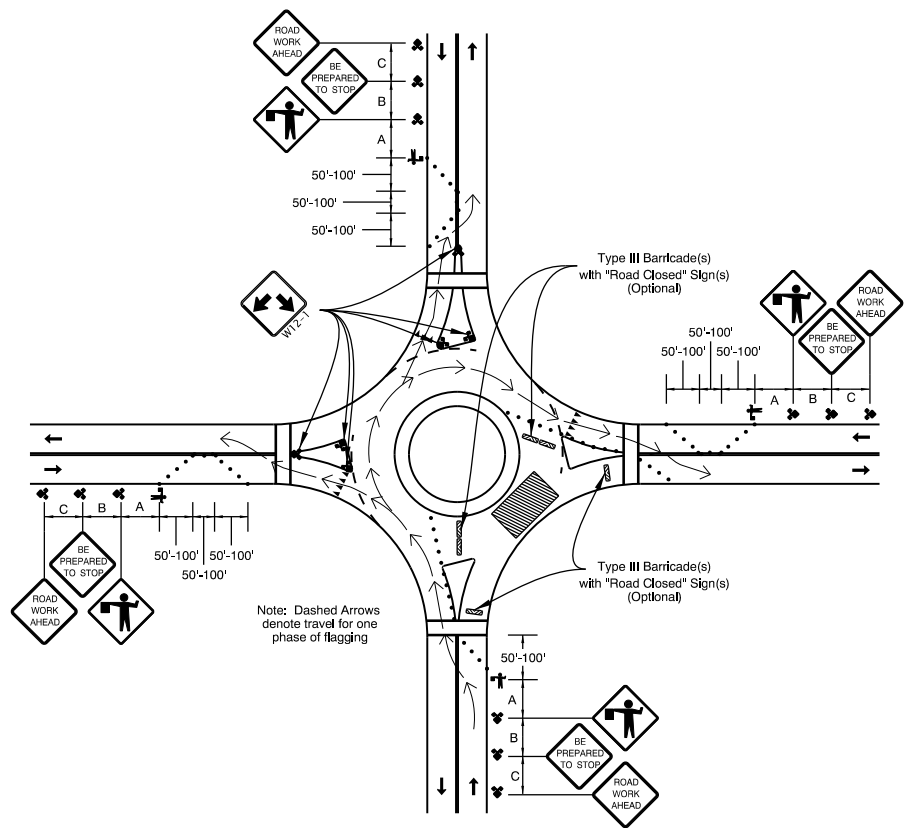 ROAD
WORK
AHEAD
BE
PREPARED
TO STOP
C
B
A
50'-100'
50'-100'
50'-100'
W12-1
Type III Barricade(s)
with "Road Closed" Sign(s)
(Optional)
ROAD
WORK
AHEAD
BE
PREPARED
TO STOP
50'-100'
50'-100'
50'-100'
A
B
C
C
B
A
50'-100'
50'-100'
50'-100'
BE
PREPARED
TO STOP
ROAD
WORK
AHEAD
Note: Dashed Arrows
denote travel for one
phase of flagging
Type III Barricade(s)
with "Road Closed" Sign(s)
(Optional)
50'-100'
A
B
C
BE
PREPARED
TO STOP
ROAD
WORK
AHEAD